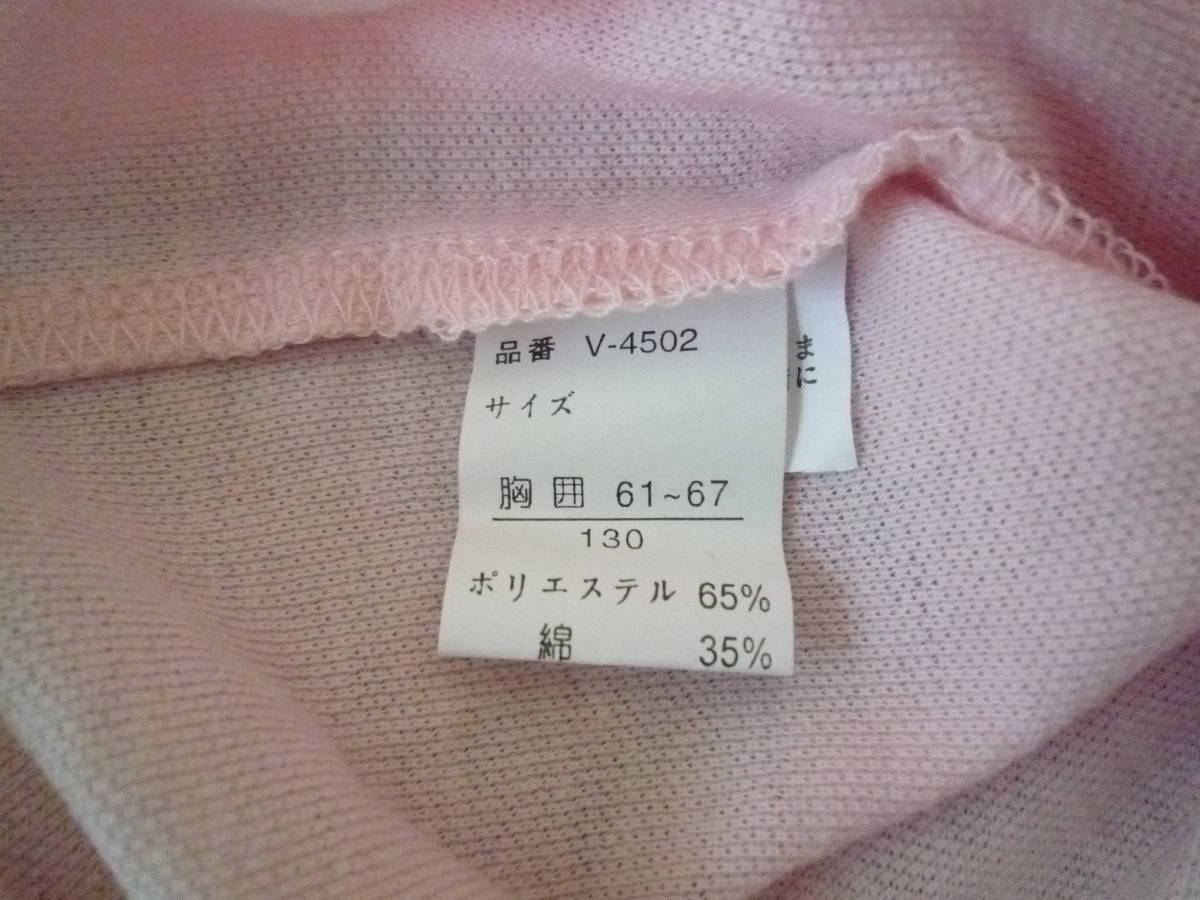 品番 V-4502
サイズ
胸囲 61~67
130
ポリエステル 65%
綿 35%
ま
に